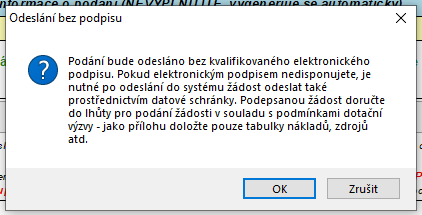 nformace o podání (NEVYPLŇUJTE, vygeneruje se automaticky)
Odeslání bez podpisu
Podání bude odesláno bez kvalifikovaného elektronického
podpisu. Pokud elektronickým podpisem nedisponujete, je
nutné po odeslání do systému žádost odeslat také
prostřednictvím datové schránky. Podepsanou žádost doručte
do lhůty pro podání žádosti v souladu s podmínkami dotační
výzvy - jako přílohu doložte pouze tabulky nákladů, zdrojů
atd.
OK
Zrušit